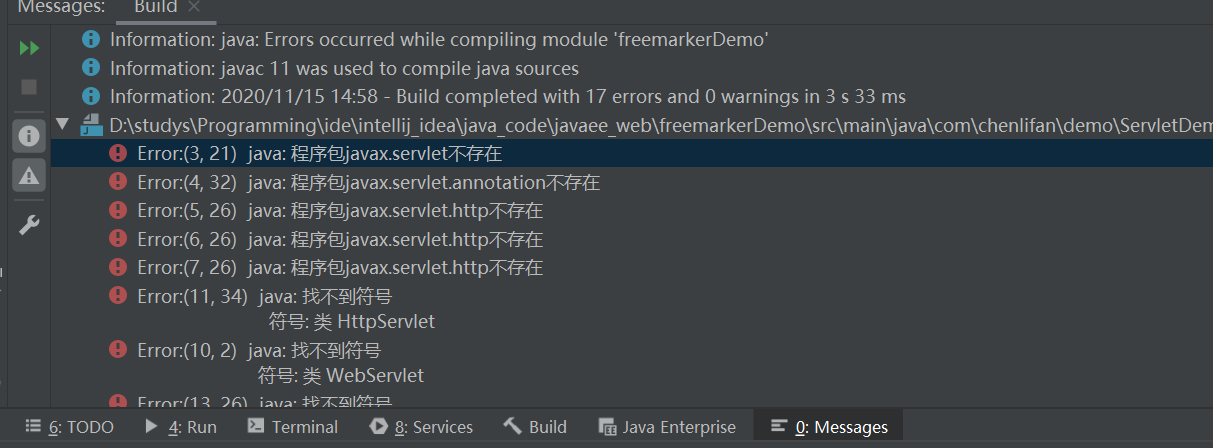 Messages: Build
Information: java: Errors occurred while compiling module 'freemarkerDemo'
Information: javac 11 was used to compile java sources
Information: 2020/11/15 14:58 - Build completed with 17 errors and 0 warnings in 3 s 33 ms
D:\studys\Programming\ide\intellij_idea\java_code\javaee_web\freemarkerDemo\src\main\java\com\chenlifan\demo\ServletDem
Error:(3, 21) java: 程序包javax.servlet不存在
Error:(4, 32) java: 程序包javax.servlet.annotation不存在
Error:(5, 26) java: 程序包javax.servlet.http不存在
Error:(6, 26) java: 程序包javax.servlet.http不存在
Error:(7, 26) java: 程序包javax.servlet.http不存在
Error:(11, 34) java: 找不到符号
符号: 类 HttpServlet
Error:(10, 2) java: 找不到符号
符号: 类 WebServlet
Error:(13, 26) java: 找不到符号
6: TODO 4: Run Terminal 8: Services Build Java Enterprise 0: Messages